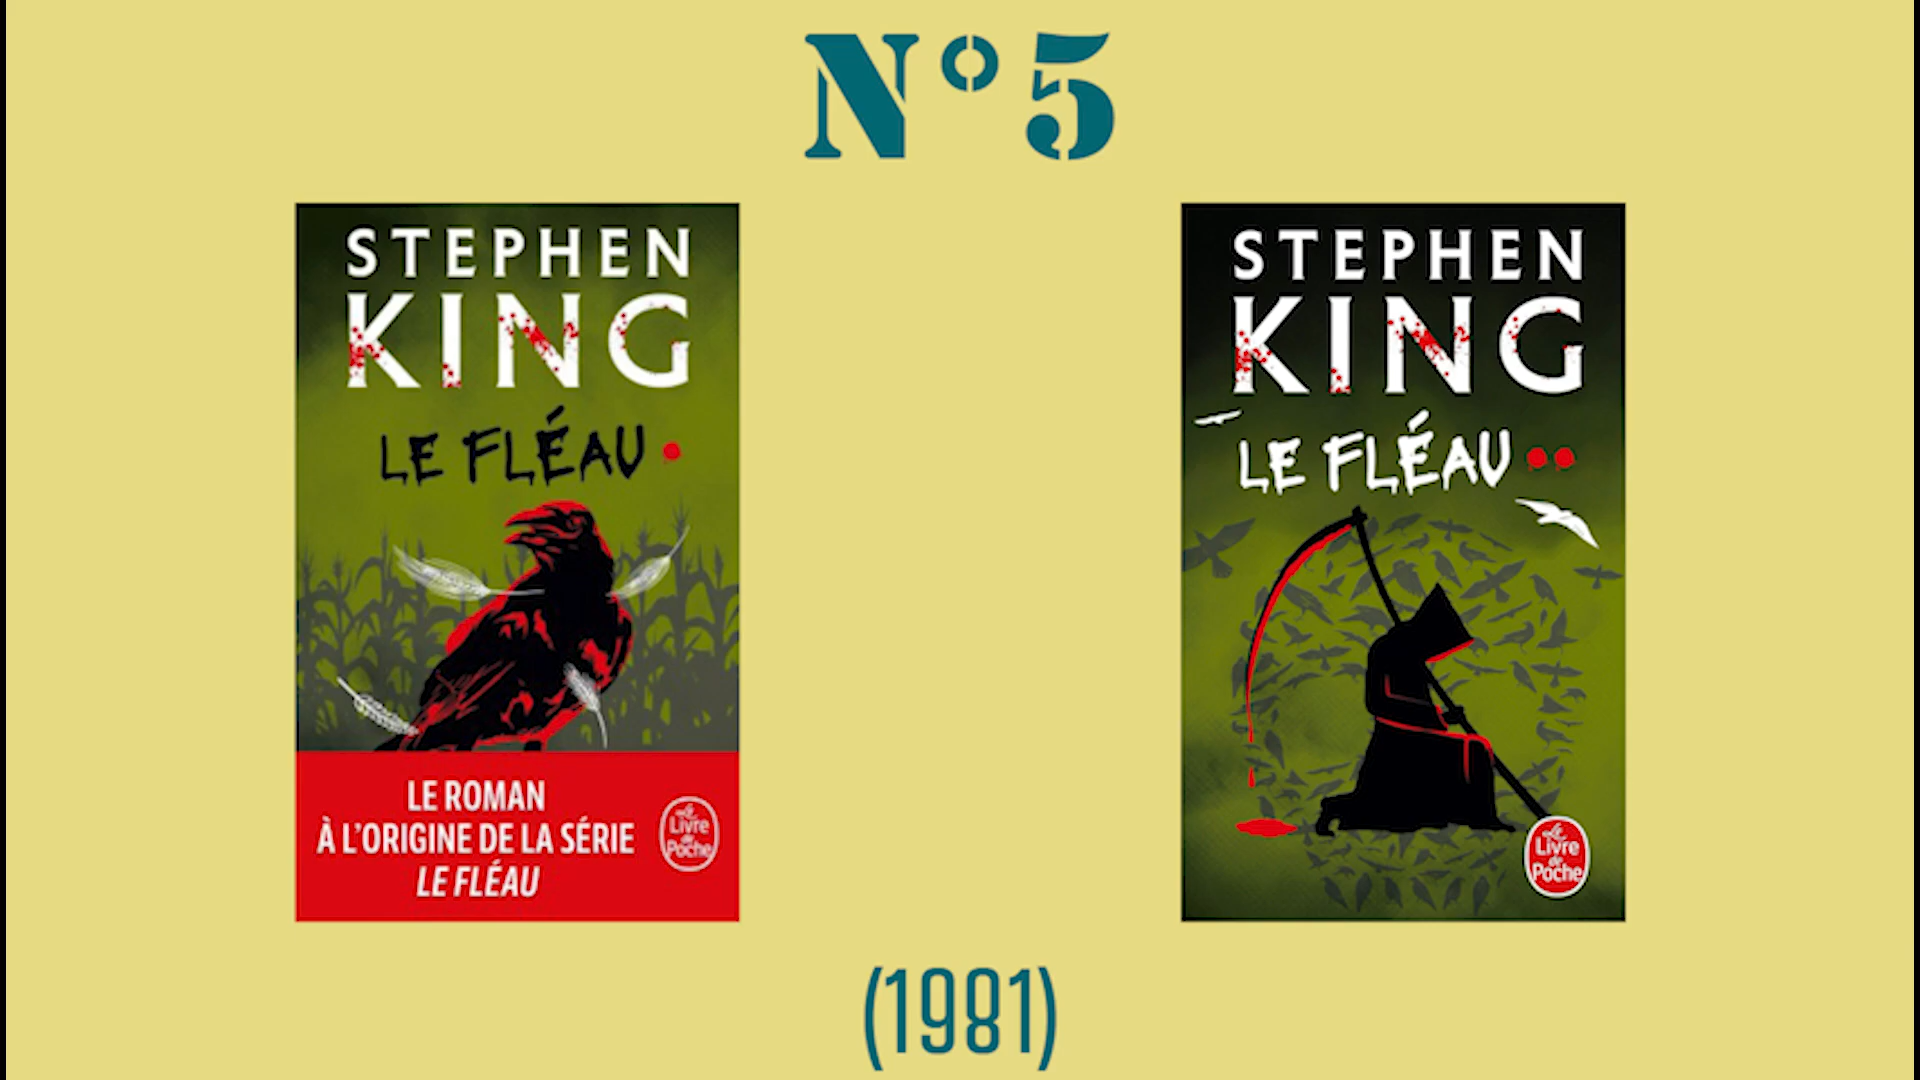 N°5
STEPHEN
KING
LE FLÉAU
LE ROMAN
À L'ORIGINE DE LA SÉRIE
LE FLÉAU
Le
Livre
de
Poche
STEPHEN
KING
LE FLÉAU
Le
Livre
de
Poche
(1981)